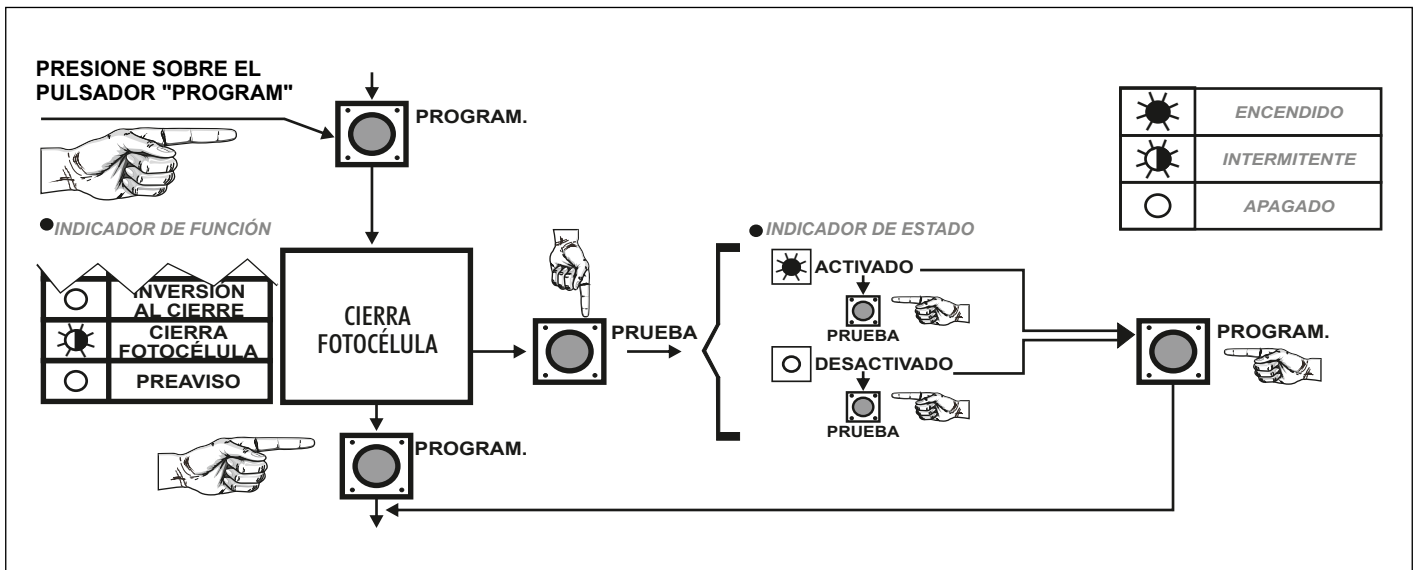 PRESIONE SOBRE EL
PULSADOR "PROGRAM"
PROGRAM.
ENCENDIDO
INTERMITENTE
APAGADO
INDICADOR DE FUNCIÓN
INVERSIÓN
AL CIERRE
CIERRA
FOTOCÉLULA
PREAVISO
CIERRA
FOTOCÉLULA
PRUEBA
INDICADOR DE ESTADO
ACTIVADO
PRUEBA
DESACTIVADO
PRUEBA
PROGRAM.
PROGRAM.